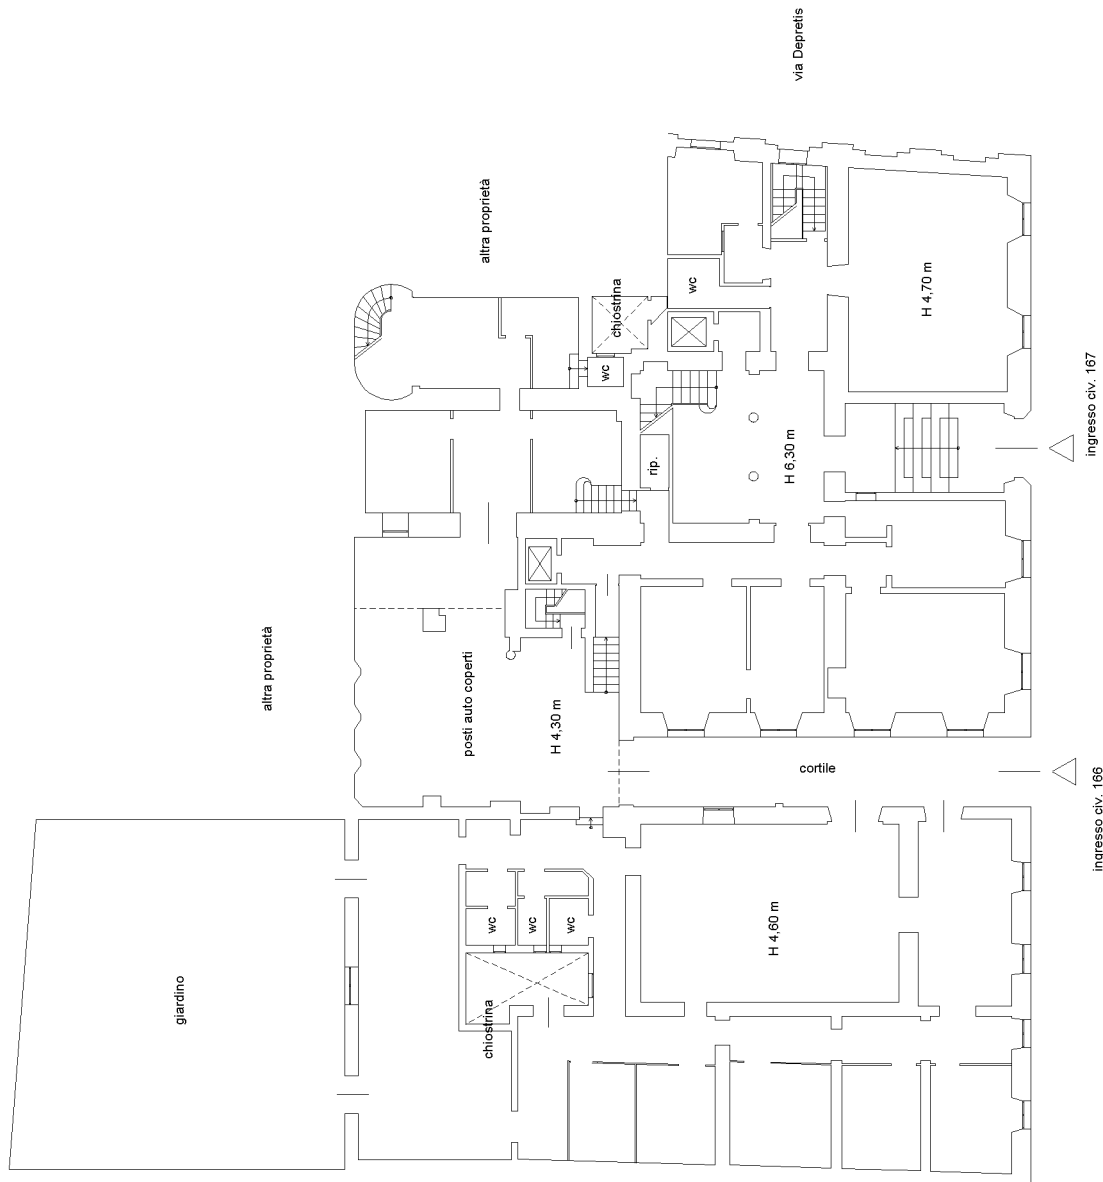 via Depretis
altra proprietà
chiostrina
wc
wc
H 4,70 m
ingresso civ. 167
rip.
H 6,30 m
altra proprietà
posti auto coperti
H 4,30 m
cortile
ingresso civ. 166
wc
wc
wc
H 4,60 m
giardino
chiostrina